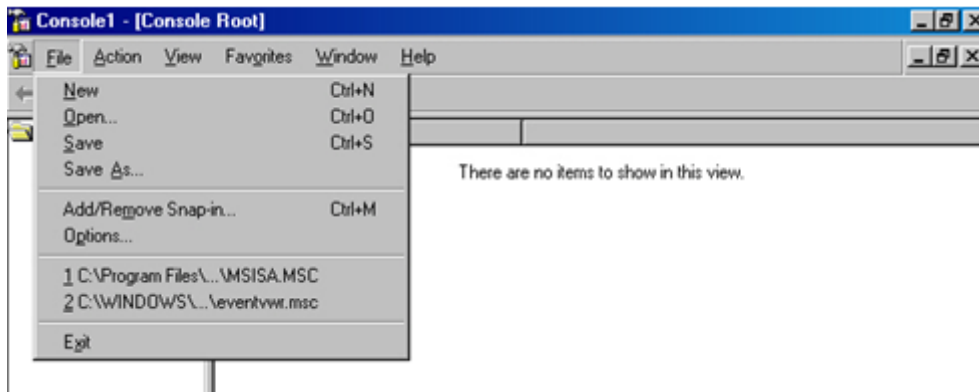 Console1 - [Console Root]
File Action View Favorites Window Help
New Ctrl+N
Open... Ctrl+O
Save Ctrl+S
Save As...
Add/Remove Snap-in... Ctrl+M
Options...
1 C:\Program Files\...\MSISA.MSC
2 C:\WINDOWS\...\eventvwr.msc
Exit
There are no items to show in this view.